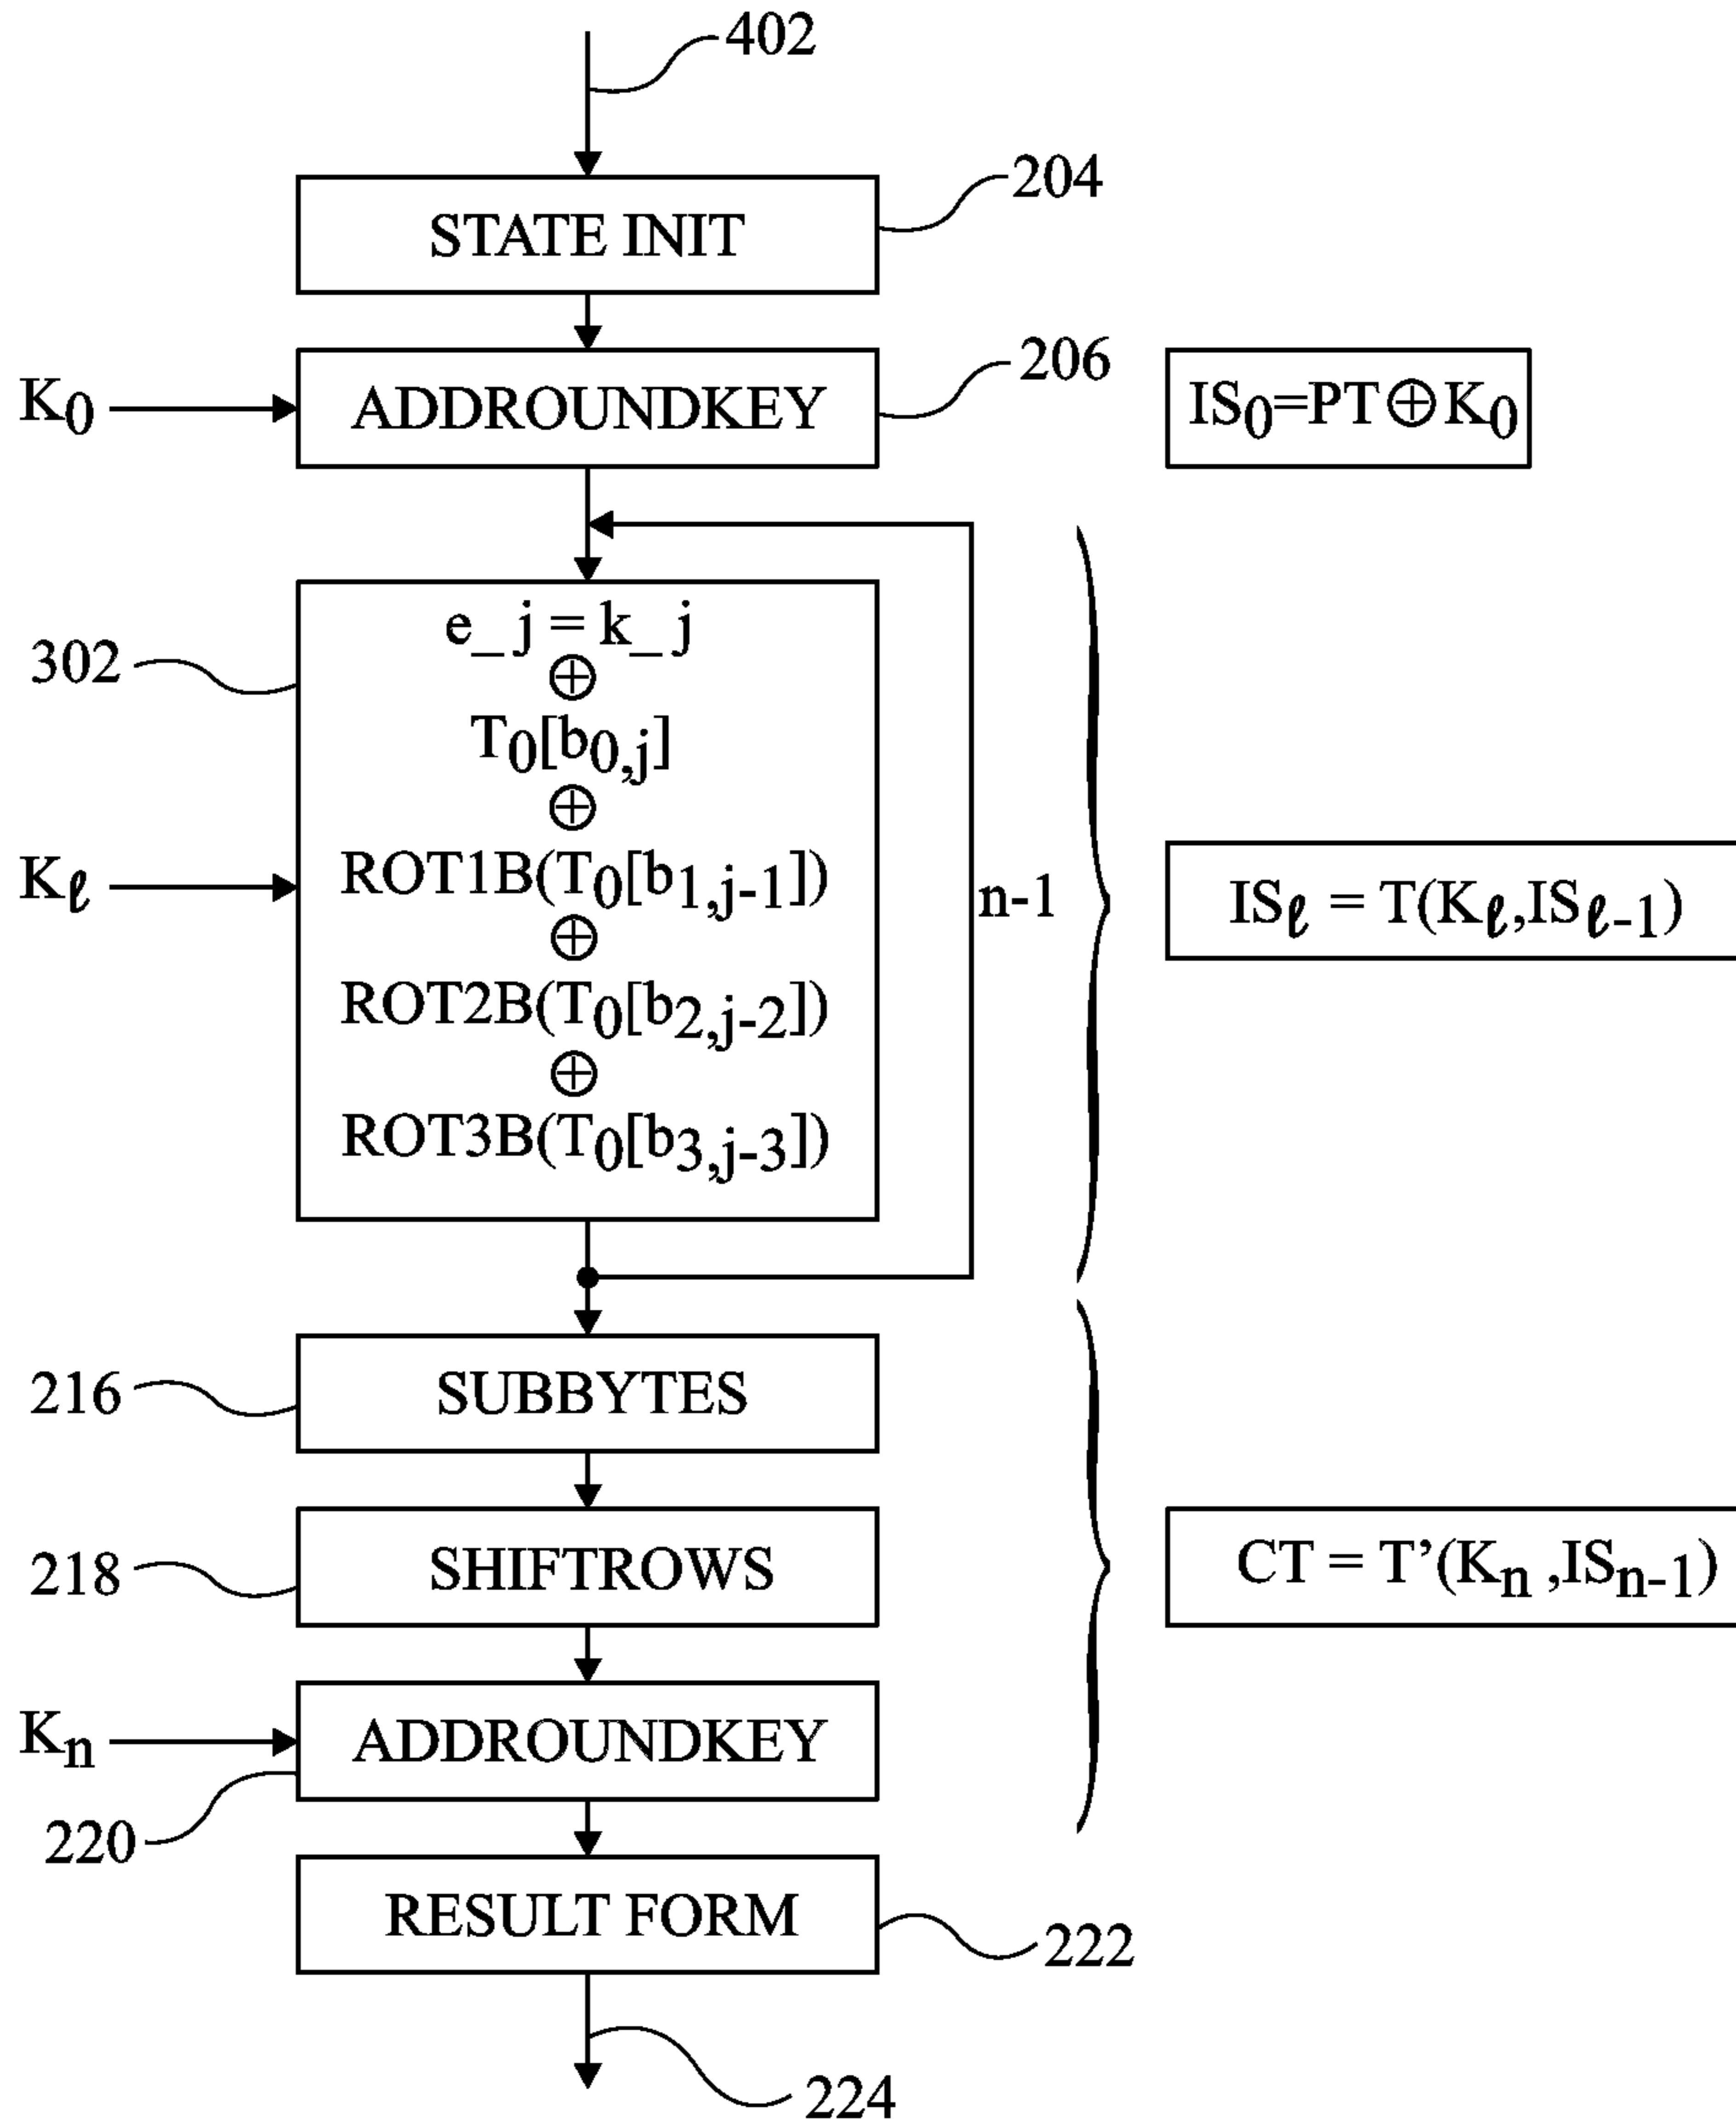 402
STATE INIT
204
K₀
ADDROUNDKEY
206
IS₀=PT⊕K₀
302
e_j = k_j
⊕
T₀[b₀,ⱼ]
⊕
Kℓ
ROT1B(T₀[b₁,ⱼ₋₁])
⊕
ROT2B(T₀[b₂,ⱼ₋₂])
⊕
ROT3B(T₀[b₃,ⱼ₋₃])
n-1
ISℓ = T(Kℓ,ISℓ₋₁)
216
SUBBYTES
218
SHIFTROWS
Kₙ
ADDROUNDKEY
220
CT = T’(Kₙ ,ISₙ₋₁)
RESULT FORM
222
224